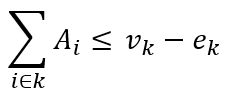 ∑_{i∈k} A_i ≤ v_k − e_k